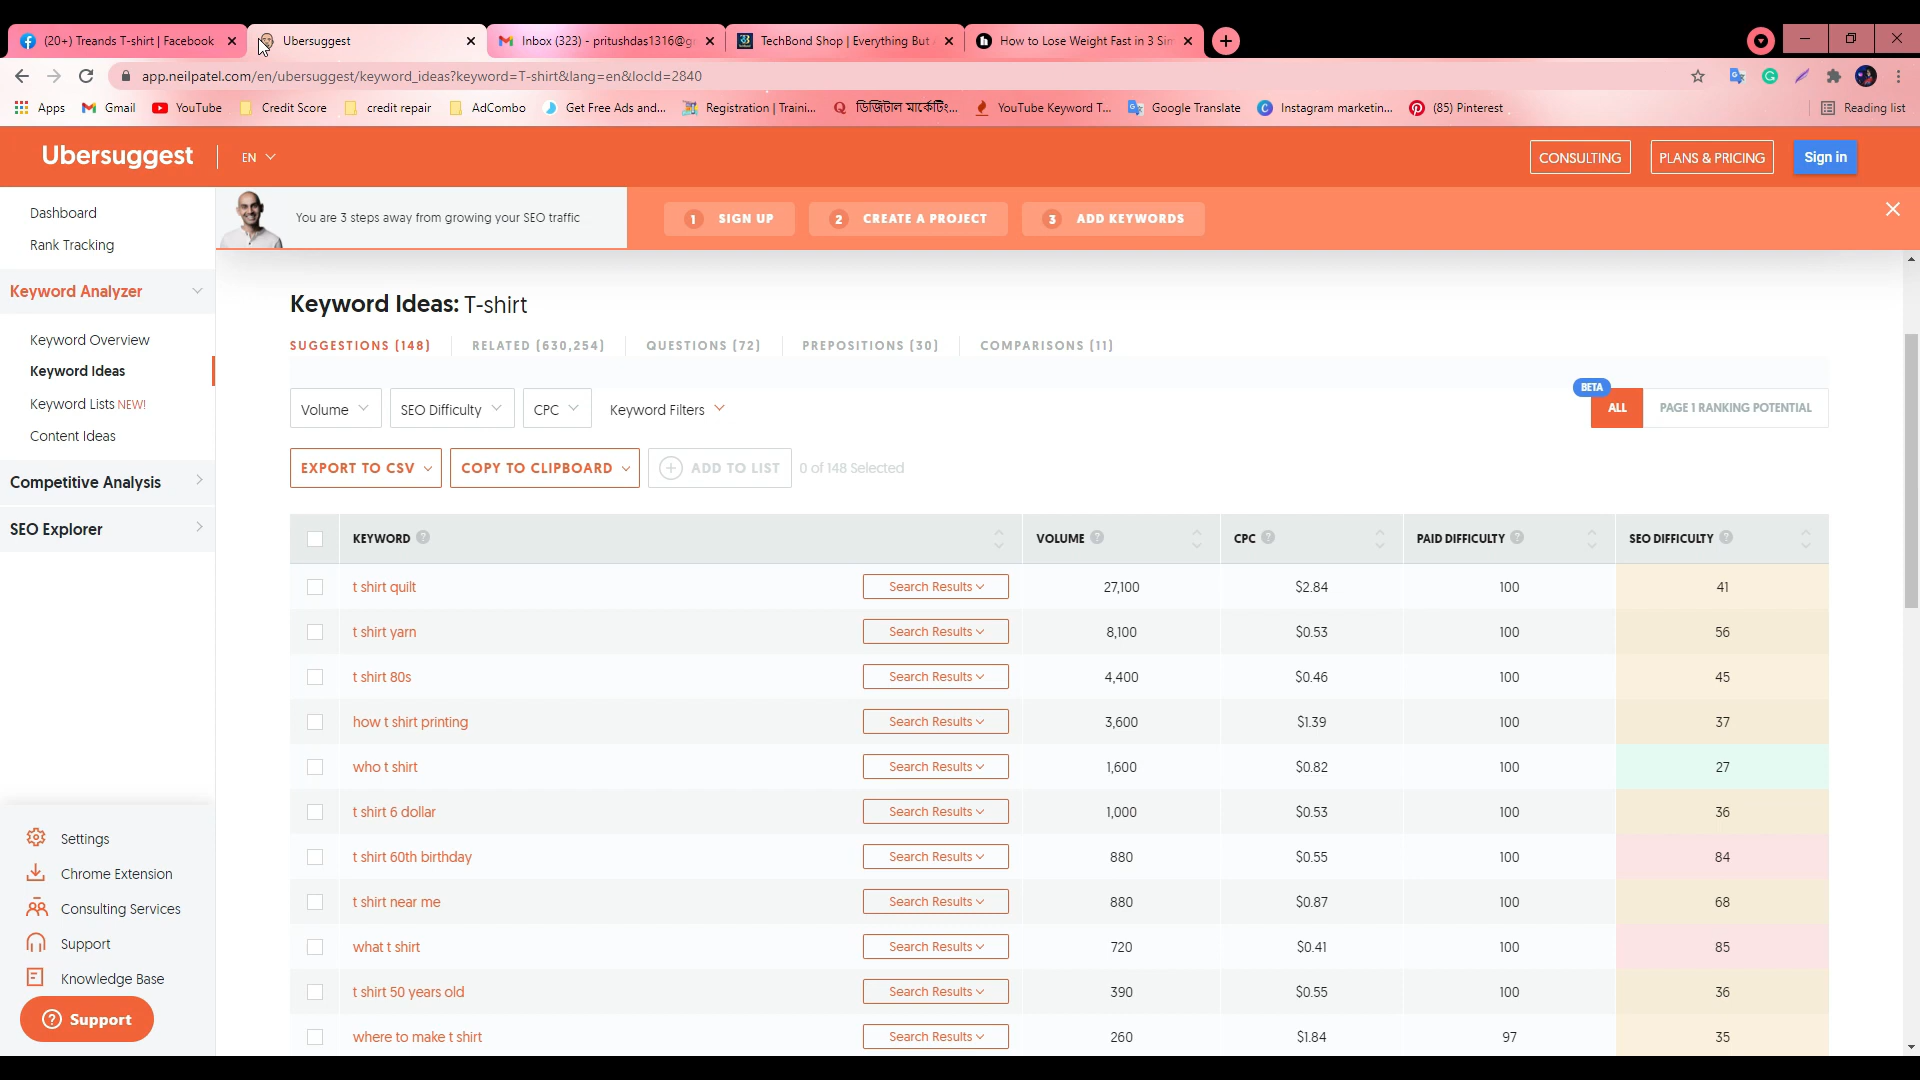 (20+) Treands T-shirt | Facebook
Ubersuggest
Inbox (323) - pritushdas1316@g
TechBond Shop | Everything But
How to Lose Weight Fast in 3 Sim
app.neilpatel.com/en/ubersuggest/keyword_ideas?keyword=T-shirt&lang=en&locId=2840
Apps
Gmail
YouTube
Credit Score
credit repair
AdCombo
Get Free Ads and...
Registration | Traini...
ডিজিটাল মার্কেটিং...
YouTube Keyword T...
Google Translate
Instagram marketin...
(85) Pinterest
Reading list
Ubersuggest
EN
CONSULTING
PLANS & PRICING
Sign in
You are 3 steps away from growing your SEO traffic
1 SIGN UP
2 CREATE A PROJECT
3 ADD KEYWORDS
Dashboard
Rank Tracking
Keyword Analyzer
Keyword Overview
Keyword Ideas
Keyword Lists NEW!
Content Ideas
Competitive Analysis
SEO Explorer
Settings
Chrome Extension
Consulting Services
Support
Knowledge Base
Support
Keyword Ideas: T-shirt
SUGGESTIONS (148)
RELATED (630,254)
QUESTIONS (72)
PREPOSITIONS (30)
COMPARISONS (11)
Volume
SEO Difficulty
CPC
Keyword Filters
BETA
ALL
PAGE 1 RANKING POTENTIAL
EXPORT TO CSV
COPY TO CLIPBOARD
ADD TO LIST
0 of 148 Selected
KEYWORD VOLUME CPC PAID DIFFICULTY SEO DIFFICULTY
t shirt quilt Search Results 27,100 $2.84 100 41
t shirt yarn Search Results 8,100 $0.53 100 56
t shirt 80s Search Results 4,400 $0.46 100 45
how t shirt printing Search Results 3,600 $1.39 100 37
who t shirt Search Results 1,600 $0.82 100 27
t shirt 6 dollar Search Results 1,000 $0.53 100 36
t shirt 60th birthday Search Results 880 $0.55 100 84
t shirt near me Search Results 880 $0.87 100 68
what t shirt Search Results 720 $0.41 100 85
t shirt 50 years old Search Results 390 $0.55 100 36
where to make t shirt Search Results 260 $1.84 97 35